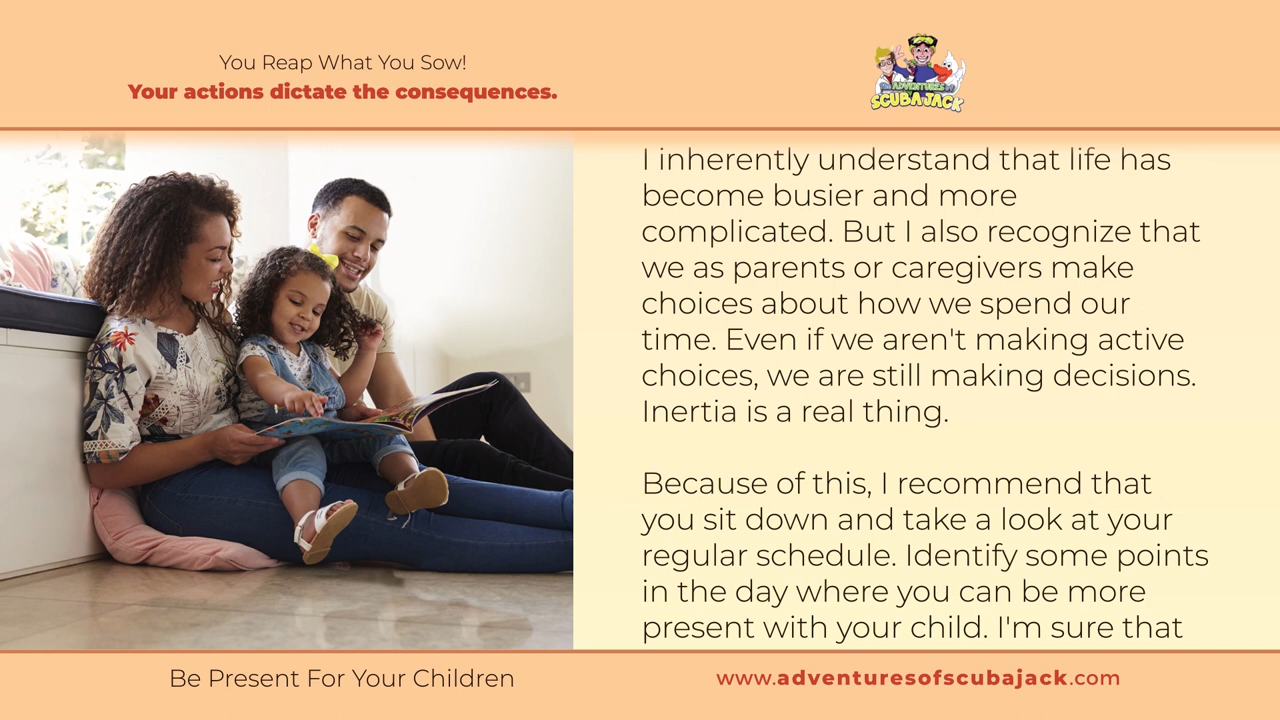 You Reap What You Sow!
Your actions dictate the consequences.
THE ADVENTURES OF
SCUBA JACK
I inherently understand that life has
become busier and more
complicated. But I also recognize that
we as parents or caregivers make
choices about how we spend our
time. Even if we aren't making active
choices, we are still making decisions.
Inertia is a real thing.
Because of this, I recommend that
you sit down and take a look at your
regular schedule. Identify some points
in the day where you can be more
present with your child. I'm sure that
Be Present For Your Children
www.adventuresofscubajack.com